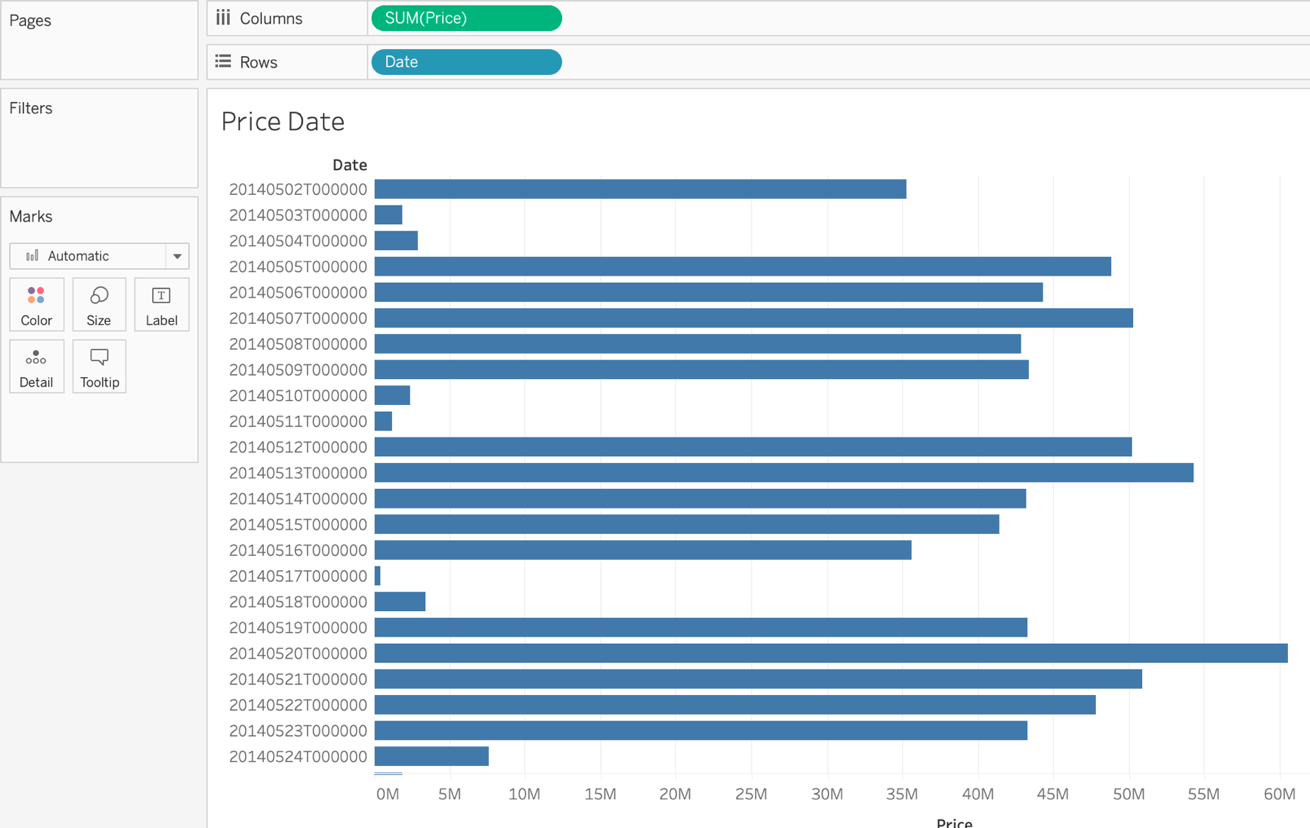 Pages
Columns
SUM(Price)
Rows
Date
Filters
Marks
Automatic
Color
Size
T
Label
Detail
Tooltip
Price Date
Date
20140502T000000
20140503T000000
20140504T000000
20140505T000000
20140506T000000
20140507T000000
20140508T000000
20140509T000000
20140510T000000
20140511T000000
20140512T000000
20140513T000000
20140514T000000
20140515T000000
20140516T000000
20140517T000000
20140518T000000
20140519T000000
20140520T000000
20140521T000000
20140522T000000
20140523T000000
20140524T000000
0M 5M 10M 15M 20M 25M 30M 35M 40M 45M 50M 55M 60M
Price